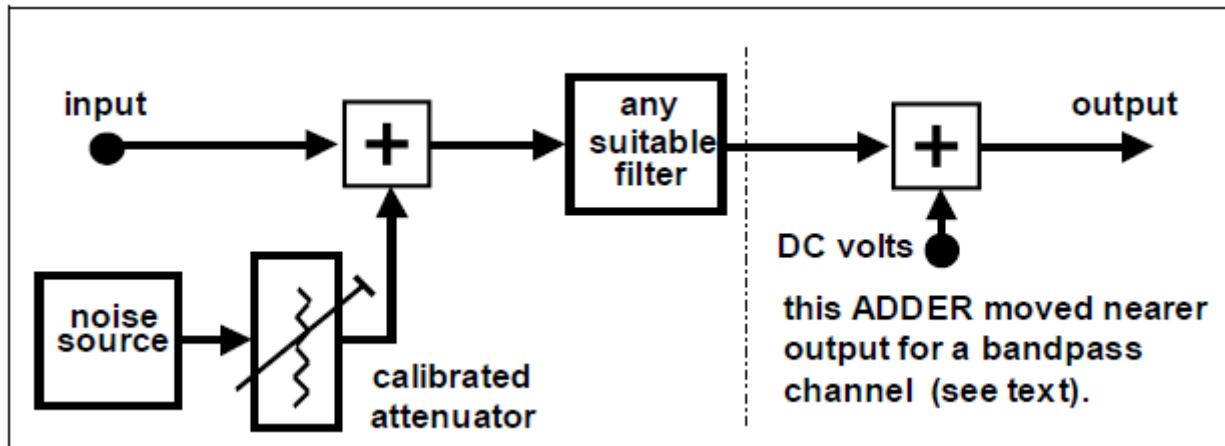 input
+
any
suitable
filter
+
output
DC volts
noise
source
calibrated
attenuator
this ADDER moved nearer
output for a bandpass
channel (see text).